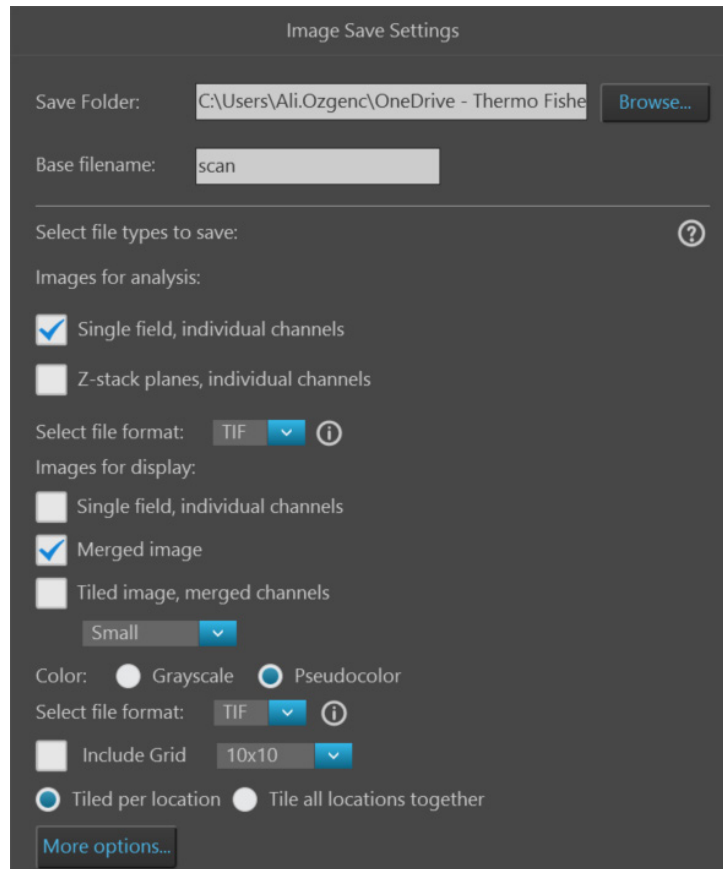 Image Save Settings
Save Folder: C:\Users\Ali.Ozgenc\OneDrive - Thermo Fishe Browse...
Base filename: scan
Select file types to save: ?
Images for analysis:
Single field, individual channels
Z-stack planes, individual channels
Select file format: TIF i
Images for display:
Single field, individual channels
Merged image
Tiled image, merged channels
Small
Color: Grayscale Pseudocolor
Select file format: TIF i
Include Grid 10x10
Tiled per location Tile all locations together
More options...